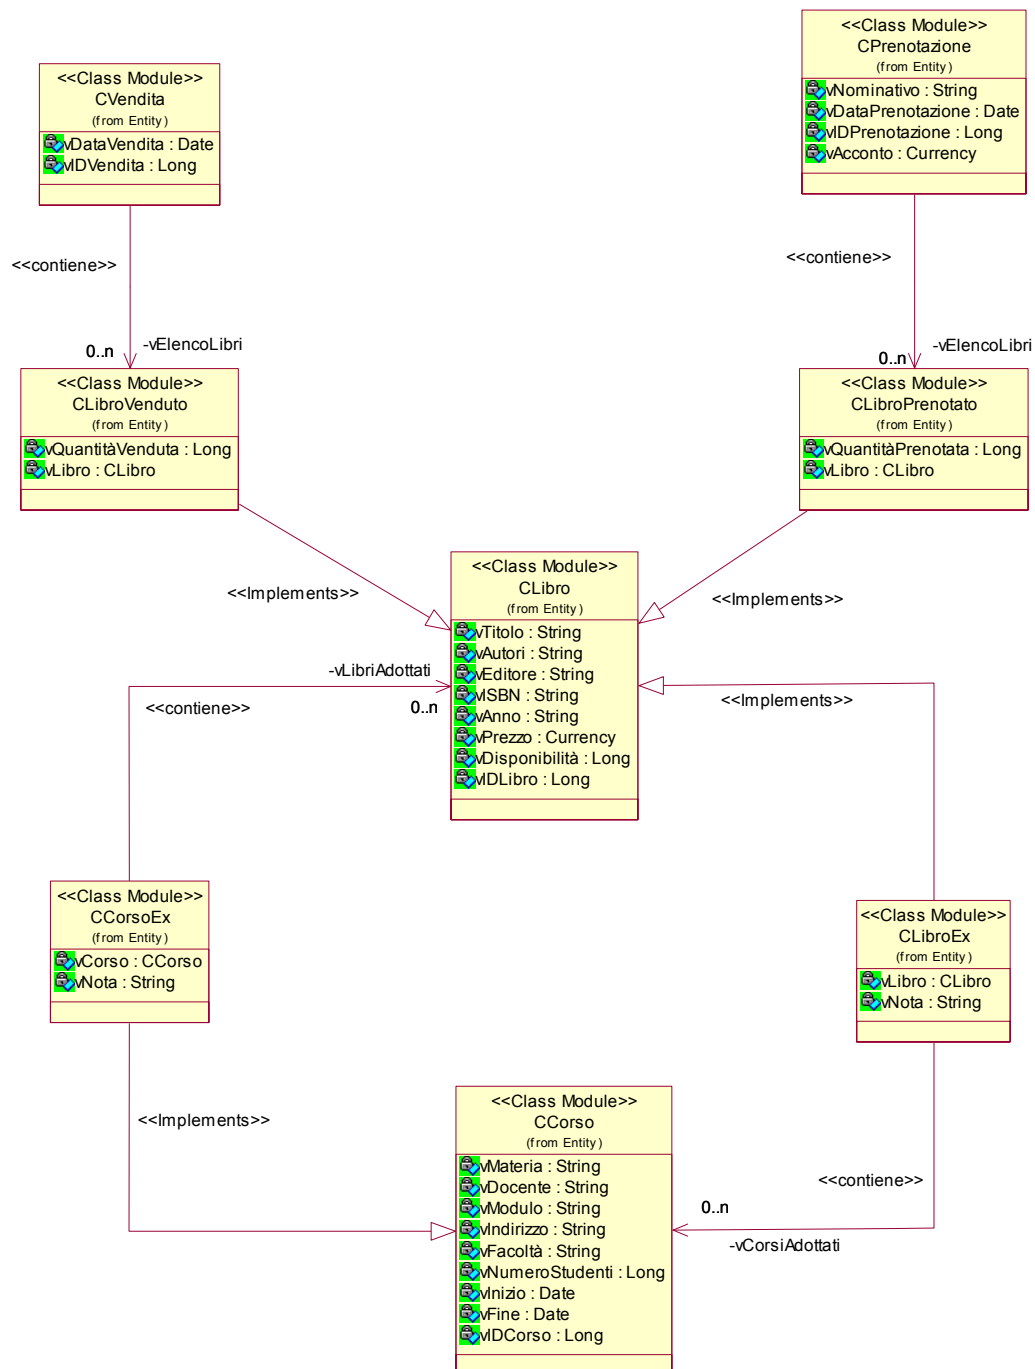 <<Class Module>>
CVendita
(from Entity)
vDataVendita : Date
vIDVendita : Long
<<Class Module>>
CPrenotazione
(from Entity)
vNominativo : String
vDataPrenotazione : Date
vIDPrenotazione : Long
vAcconto : Currency
<<contiene>>
0..n
-vElencoLibri
<<contiene>>
0..n
-vElencoLibri
<<Class Module>>
CLibroVenduto
(from Entity)
vQuantitàVenduta : Long
vLibro : CLibro
<<Class Module>>
CLibroPrenotato
(from Entity)
vQuantitàPrenotata : Long
vLibro : CLibro
<<Implements>>
<<Implements>>
<<Class Module>>
CLibro
(from Entity)
vTitolo : String
vAutori : String
vEditore : String
vISBN : String
vAnno : String
vPrezzo : Currency
vDisponibilità : Long
vIDLibro : Long
-vLibriAdottati
<<contiene>>
0..n
<<Implements>>
<<Class Module>>
CCorsoEx
(from Entity)
vCorso : CCorso
vNota : String
<<Class Module>>
CLibroEx
(from Entity)
vLibro : CLibro
vNota : String
<<Implements>>
<<contiene>>
0..n
-vCorsiAdottati
<<Class Module>>
CCorso
(from Entity)
vMateria : String
vDocente : String
vModulo : String
vIndirizzo : String
vFacoltà : String
vNumeroStudenti : Long
vInizio : Date
vFine : Date
vIDCorso : Long